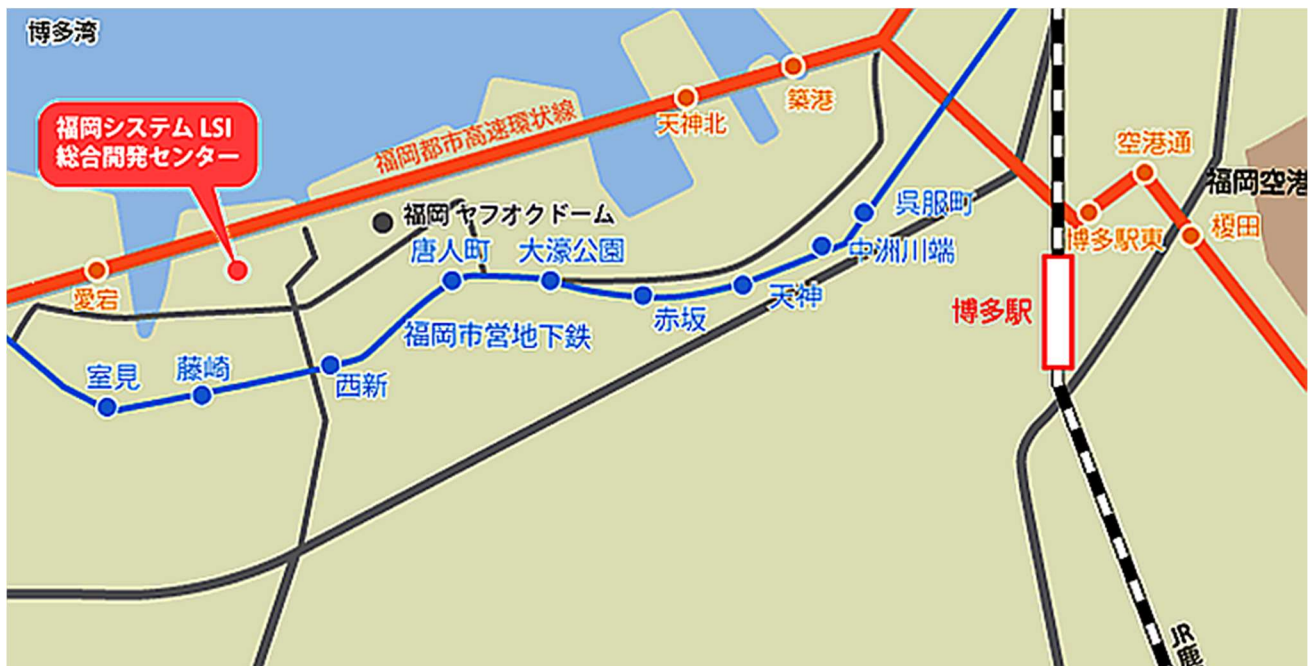 博多湾
福岡システム LSI
総合開発センター
福岡都市高速環状線
天神北
築港
空港通
福岡空港
福岡 ヤフオクドーム
呉服町
博多駅東
榎田
唐人町
大濠公園
中洲川端
愛宕
天神
博多駅
赤坂
福岡市営地下鉄
室見
藤崎
西新
JR